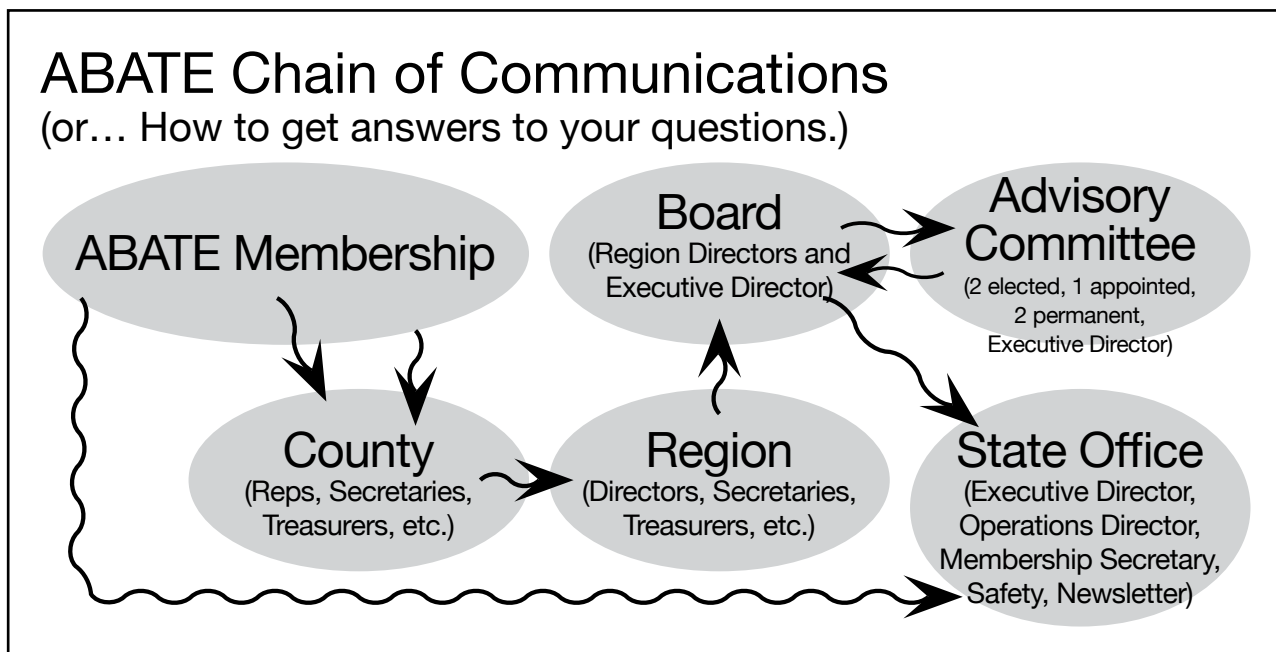 ABATE Chain of Communications
(or… How to get answers to your questions.)
ABATE Membership
County
(Reps, Secretaries,
Treasurers, etc.)
Region
(Directors, Secretaries,
Treasurers, etc.)
Board
(Region Directors and
Executive Director)
Advisory
Committee
(2 elected, 1 appointed,
2 permanent,
Executive Director)
State Office
(Executive Director,
Operations Director,
Membership Secretary,
Safety, Newsletter)